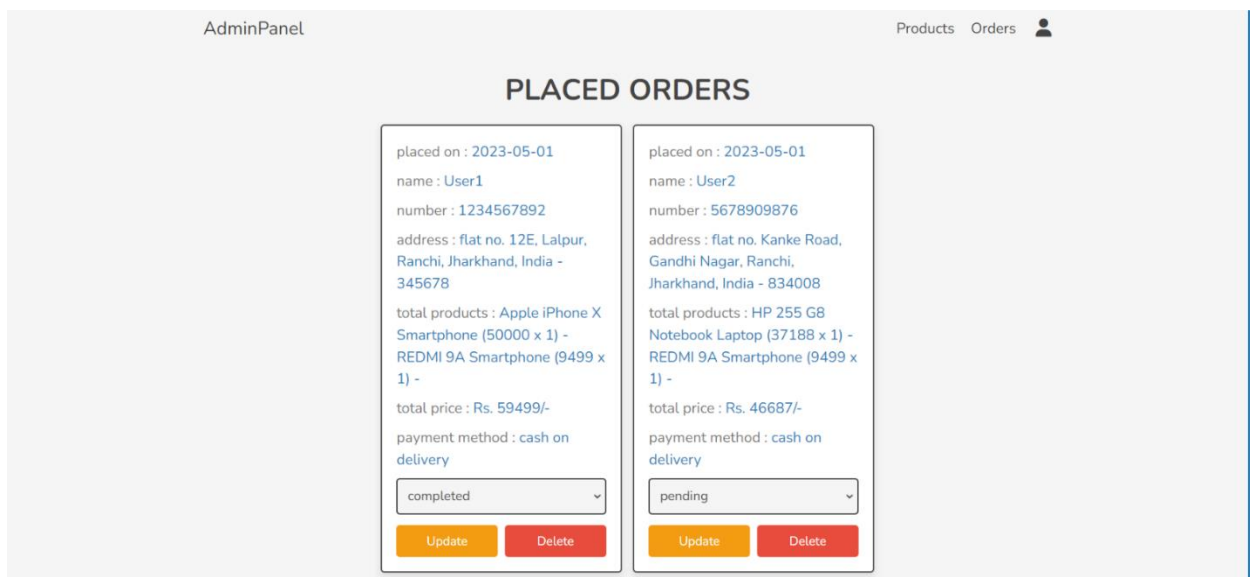 AdminPanel
Products Orders
PLACED ORDERS
placed on : 2023-05-01
name : User1
number : 1234567892
address : flat no. 12E, Lalpur,
Ranchi, Jharkhand, India -
345678
total products : Apple iPhone X
Smartphone (50000 x 1) -
REDMI 9A Smartphone (9499 x
1) -
total price : Rs. 59499/-
payment method : cash on
delivery
completed
Update Delete
placed on : 2023-05-01
name : User2
number : 5678909876
address : flat no. Kanke Road,
Gandhi Nagar, Ranchi,
Jharkhand, India - 834008
total products : HP 255 G8
Notebook Laptop (37188 x 1) -
REDMI 9A Smartphone (9499 x
1) -
total price : Rs. 46687/-
payment method : cash on
delivery
pending
Update Delete